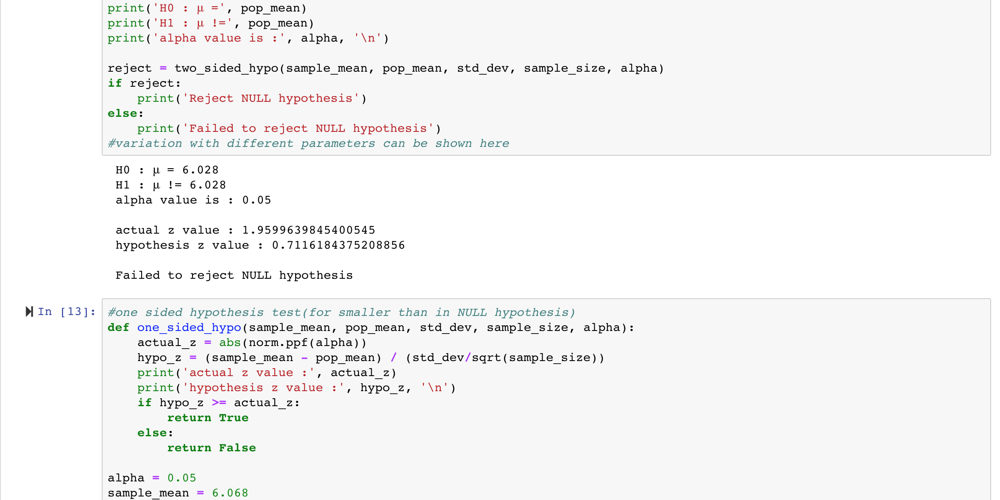 print('H0 : μ =', pop_mean)
print('H1 : μ !=', pop_mean)
print('alpha value is :', alpha, '\n')
reject = two_sided_hypo(sample_mean, pop_mean, std_dev, sample_size, alpha)
if reject:
    print('Reject NULL hypothesis')
else:
    print('Failed to reject NULL hypothesis')
#variation with different parameters can be shown here
H0 : μ = 6.028
H1 : μ != 6.028
alpha value is : 0.05
actual z value : 1.9599639845400545
hypothesis z value : 0.7116184375208856
Failed to reject NULL hypothesis
In [13]:
#one sided hypothesis test(for smaller than in NULL hypothesis)
def one_sided_hypo(sample_mean, pop_mean, std_dev, sample_size, alpha):
    actual_z = abs(norm.ppf(alpha))
    hypo_z = (sample_mean - pop_mean) / (std_dev/sqrt(sample_size))
    print('actual z value :', actual_z)
    print('hypothesis z value :', hypo_z, '\n')
    if hypo_z >= actual_z:
        return True
    else:
        return False
alpha = 0.05
sample_mean = 6.068